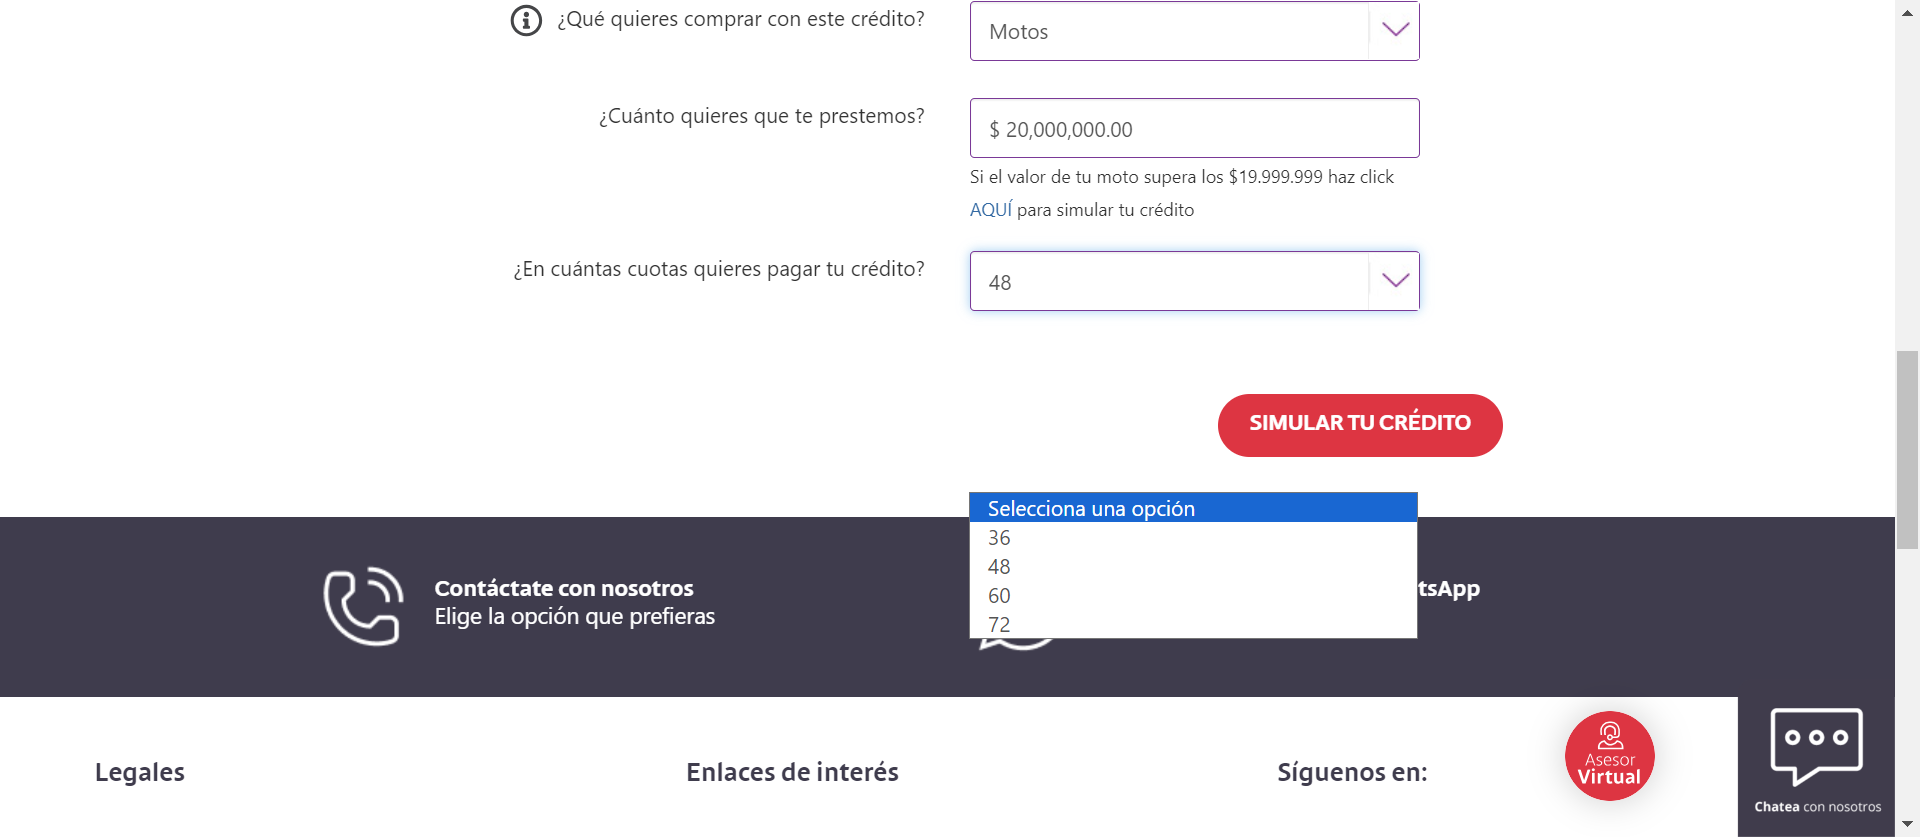 ¿Qué quieres comprar con este crédito?
Motos
¿Cuánto quieres que te prestemos?
$ 20,000,000.00
Si el valor de tu moto supera los $19.999.999 haz click
AQUÍ para simular tu crédito
¿En cuántas cuotas quieres pagar tu crédito?
48
SIMULAR TU CRÉDITO
Selecciona una opción
36
48
60
72
Contáctate con nosotros
Elige la opción que prefieras
tsApp
Legales
Enlaces de interés
Síguenos en:
Asesor
Virtual
Chatea con nosotros